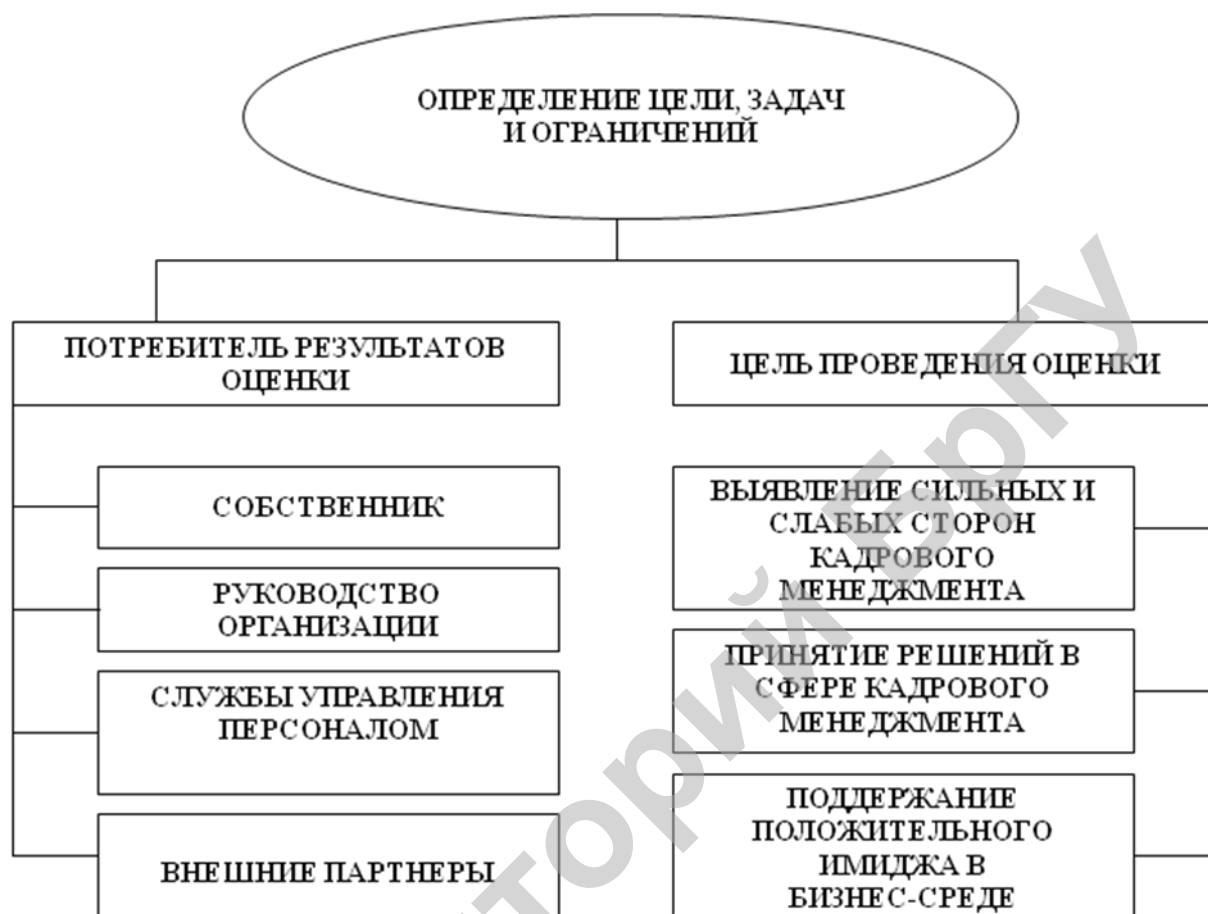 ОПРЕДЕЛЕНИЕ ЦЕЛИ, ЗАДАЧ
И ОГРАНИЧЕНИЙ
ПОТРЕБИТЕЛЬ РЕЗУЛЬТАТОВ
ОЦЕНКИ
СОБСТВЕННИК
РУКОВОДСТВО
ОРГАНИЗАЦИИ
СЛУЖБЫ УПРАВЛЕНИЯ
ПЕРСОНАЛОМ
ВНЕШНИЕ ПАРТНЕРЫ
ЦЕЛЬ ПРОВЕДЕНИЯ ОЦЕНКИ
ВЫЯВЛЕНИЕ СИЛЬНЫХ И
СЛАБЫХ СТОРОН
КАДРОВОГО
МЕНЕДЖМЕНТА
ПРИНЯТИЕ РЕШЕНИЙ В
СФЕРЕ КАДРОВОГО
МЕНЕДЖМЕНТА
ПОДДЕРЖАНИЕ
ПОЛОЖИТЕЛЬНОГО
ИМИДЖА В
БИЗНЕС-СРЕДЕ
БрГУ